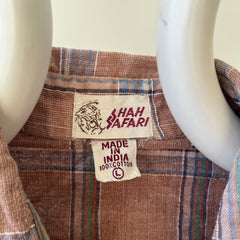 SHAH
SAFARI
MADE IN
INDIA
100% COTTON
L